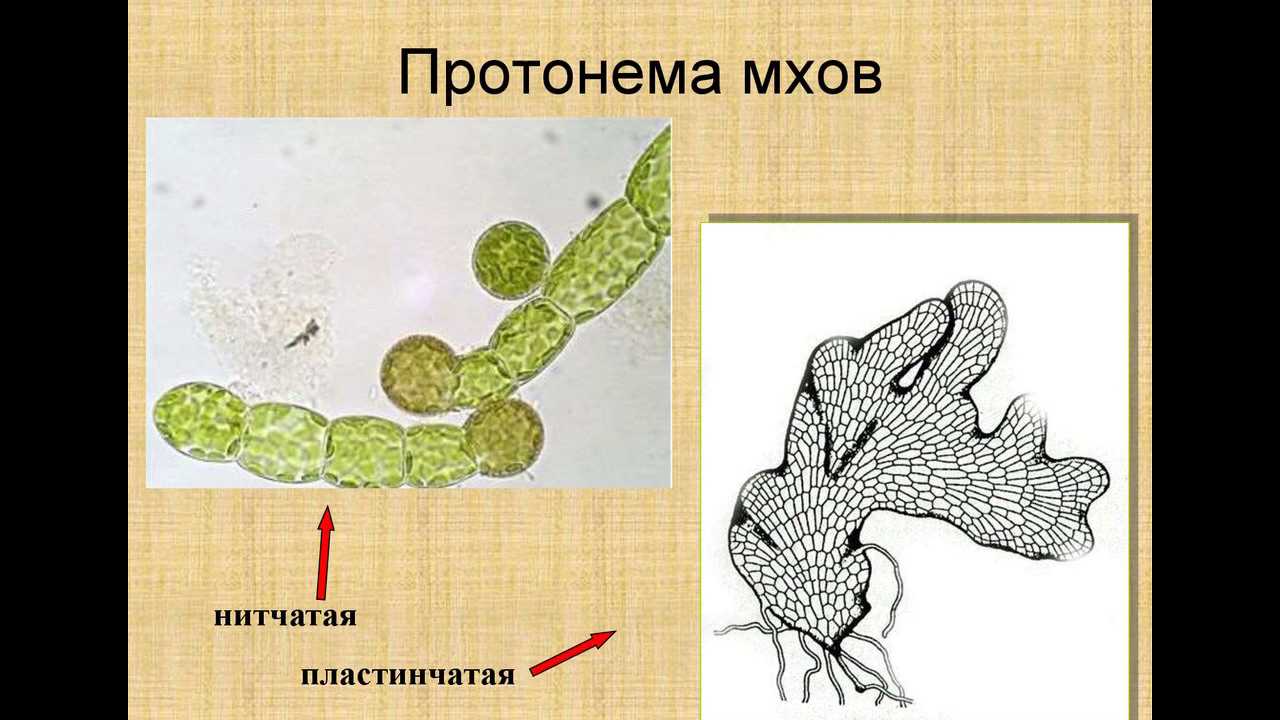 Протонема мхов
нитчатая
пластинчатая